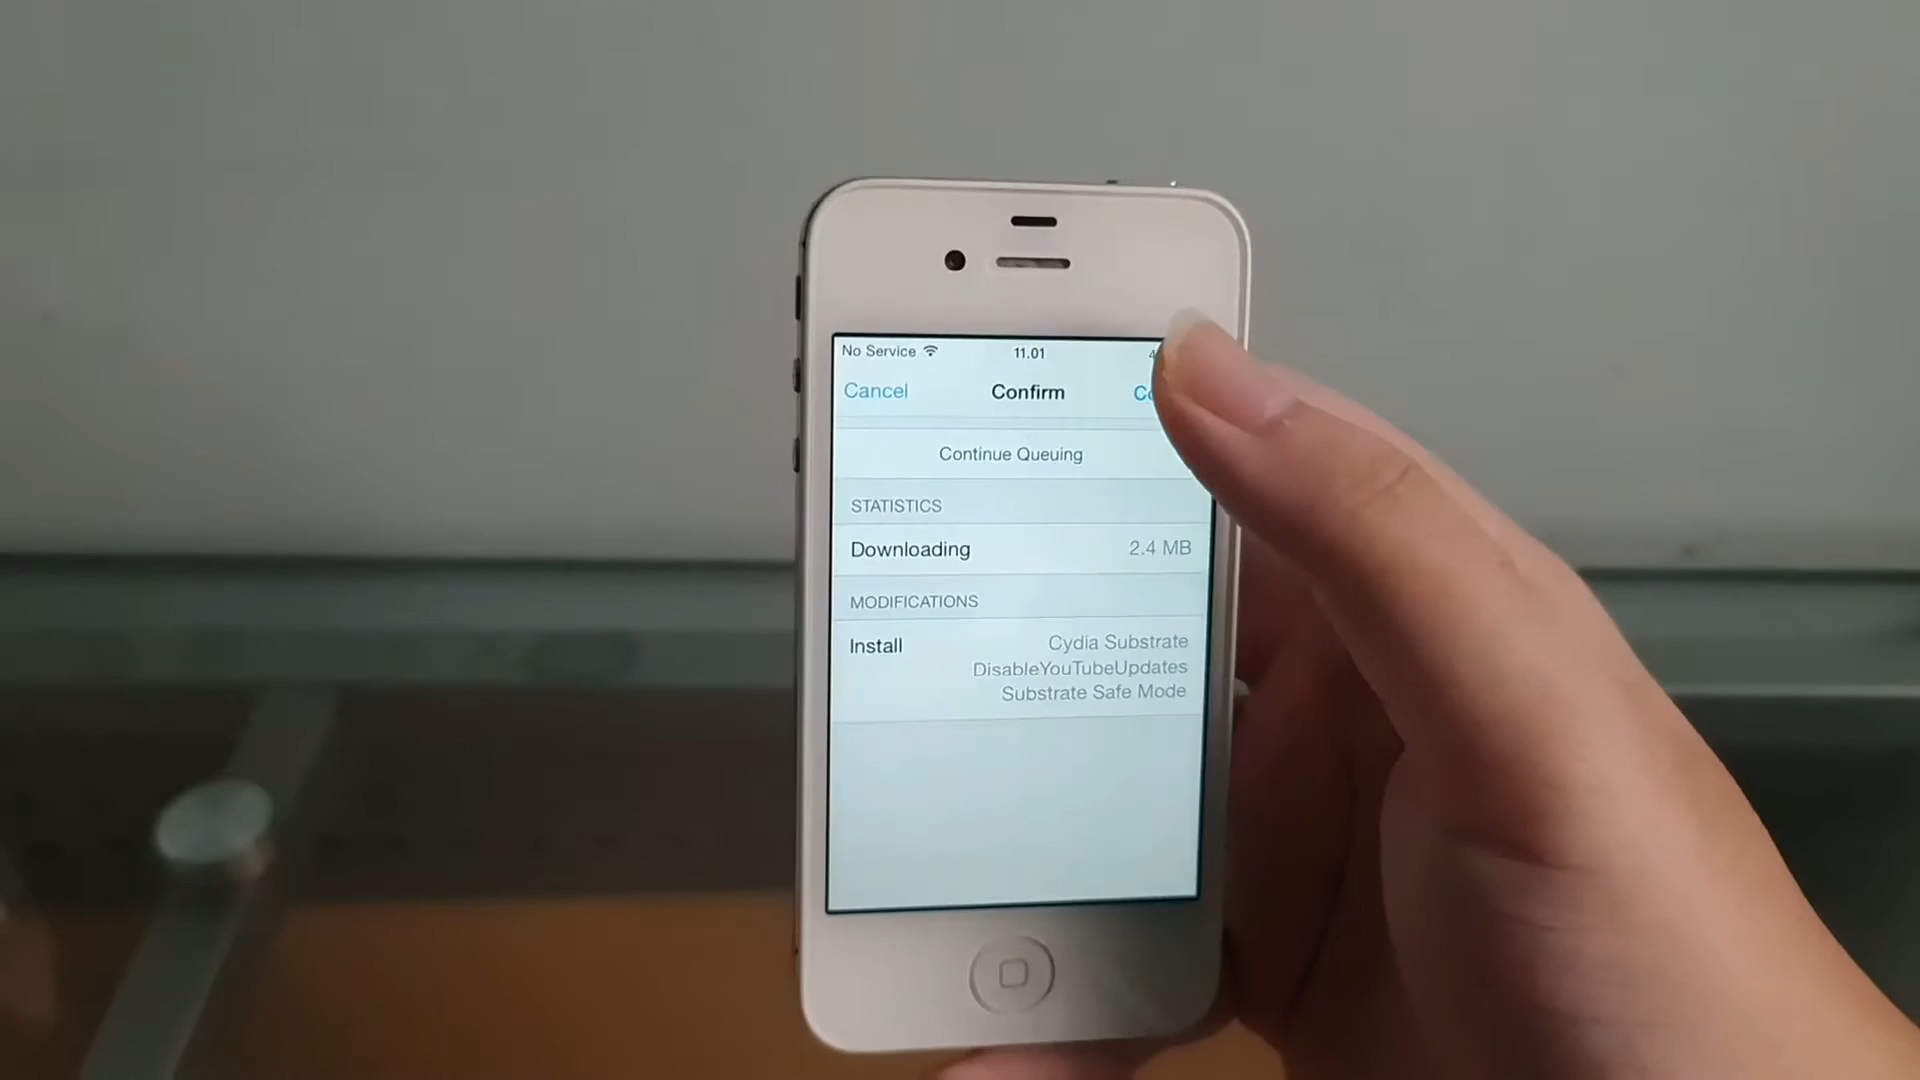 No Service 11.01
Cancel Confirm
Continue Queuing
STATISTICS
Downloading 2.4 MB
MODIFICATIONS
Install Cydia Substrate
DisableYouTubeUpdates
Substrate Safe Mode